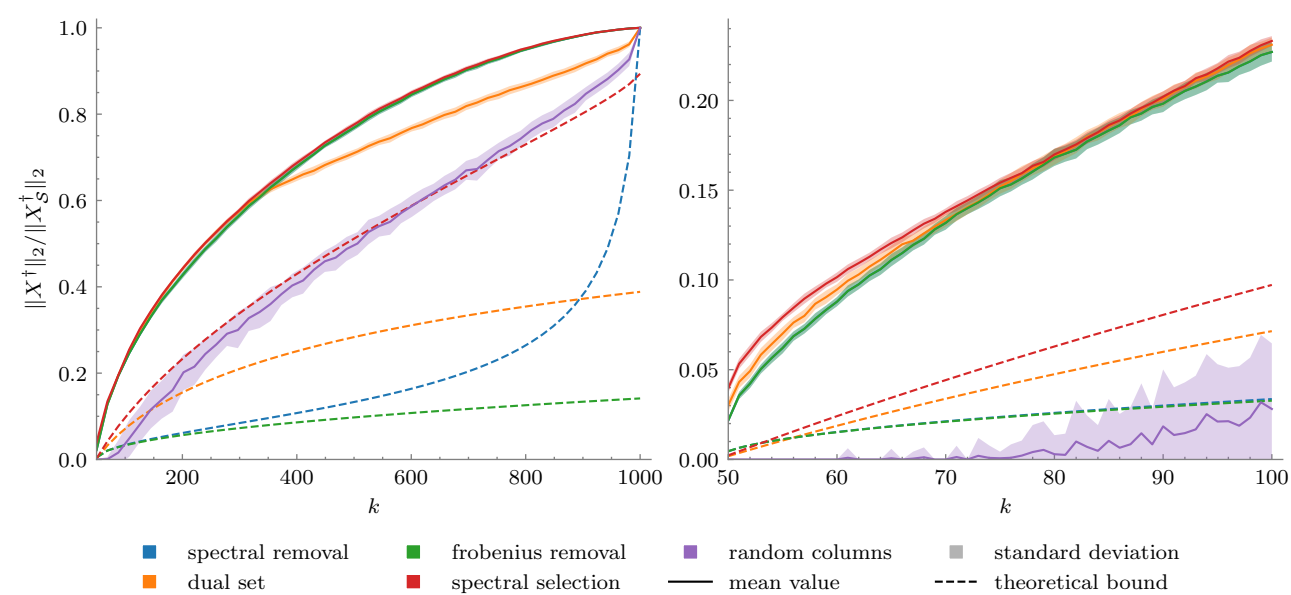 1.0
0.8
0.6
0.4
0.2
0.0
200
400
600
800
1000
k
‖X†‖₂/‖X†𝒮‖₂
0.20
0.15
0.10
0.05
0.00
50
60
70
80
90
100
k
spectral removal
frobenius removal
random columns
standard deviation
dual set
spectral selection
mean value
theoretical bound